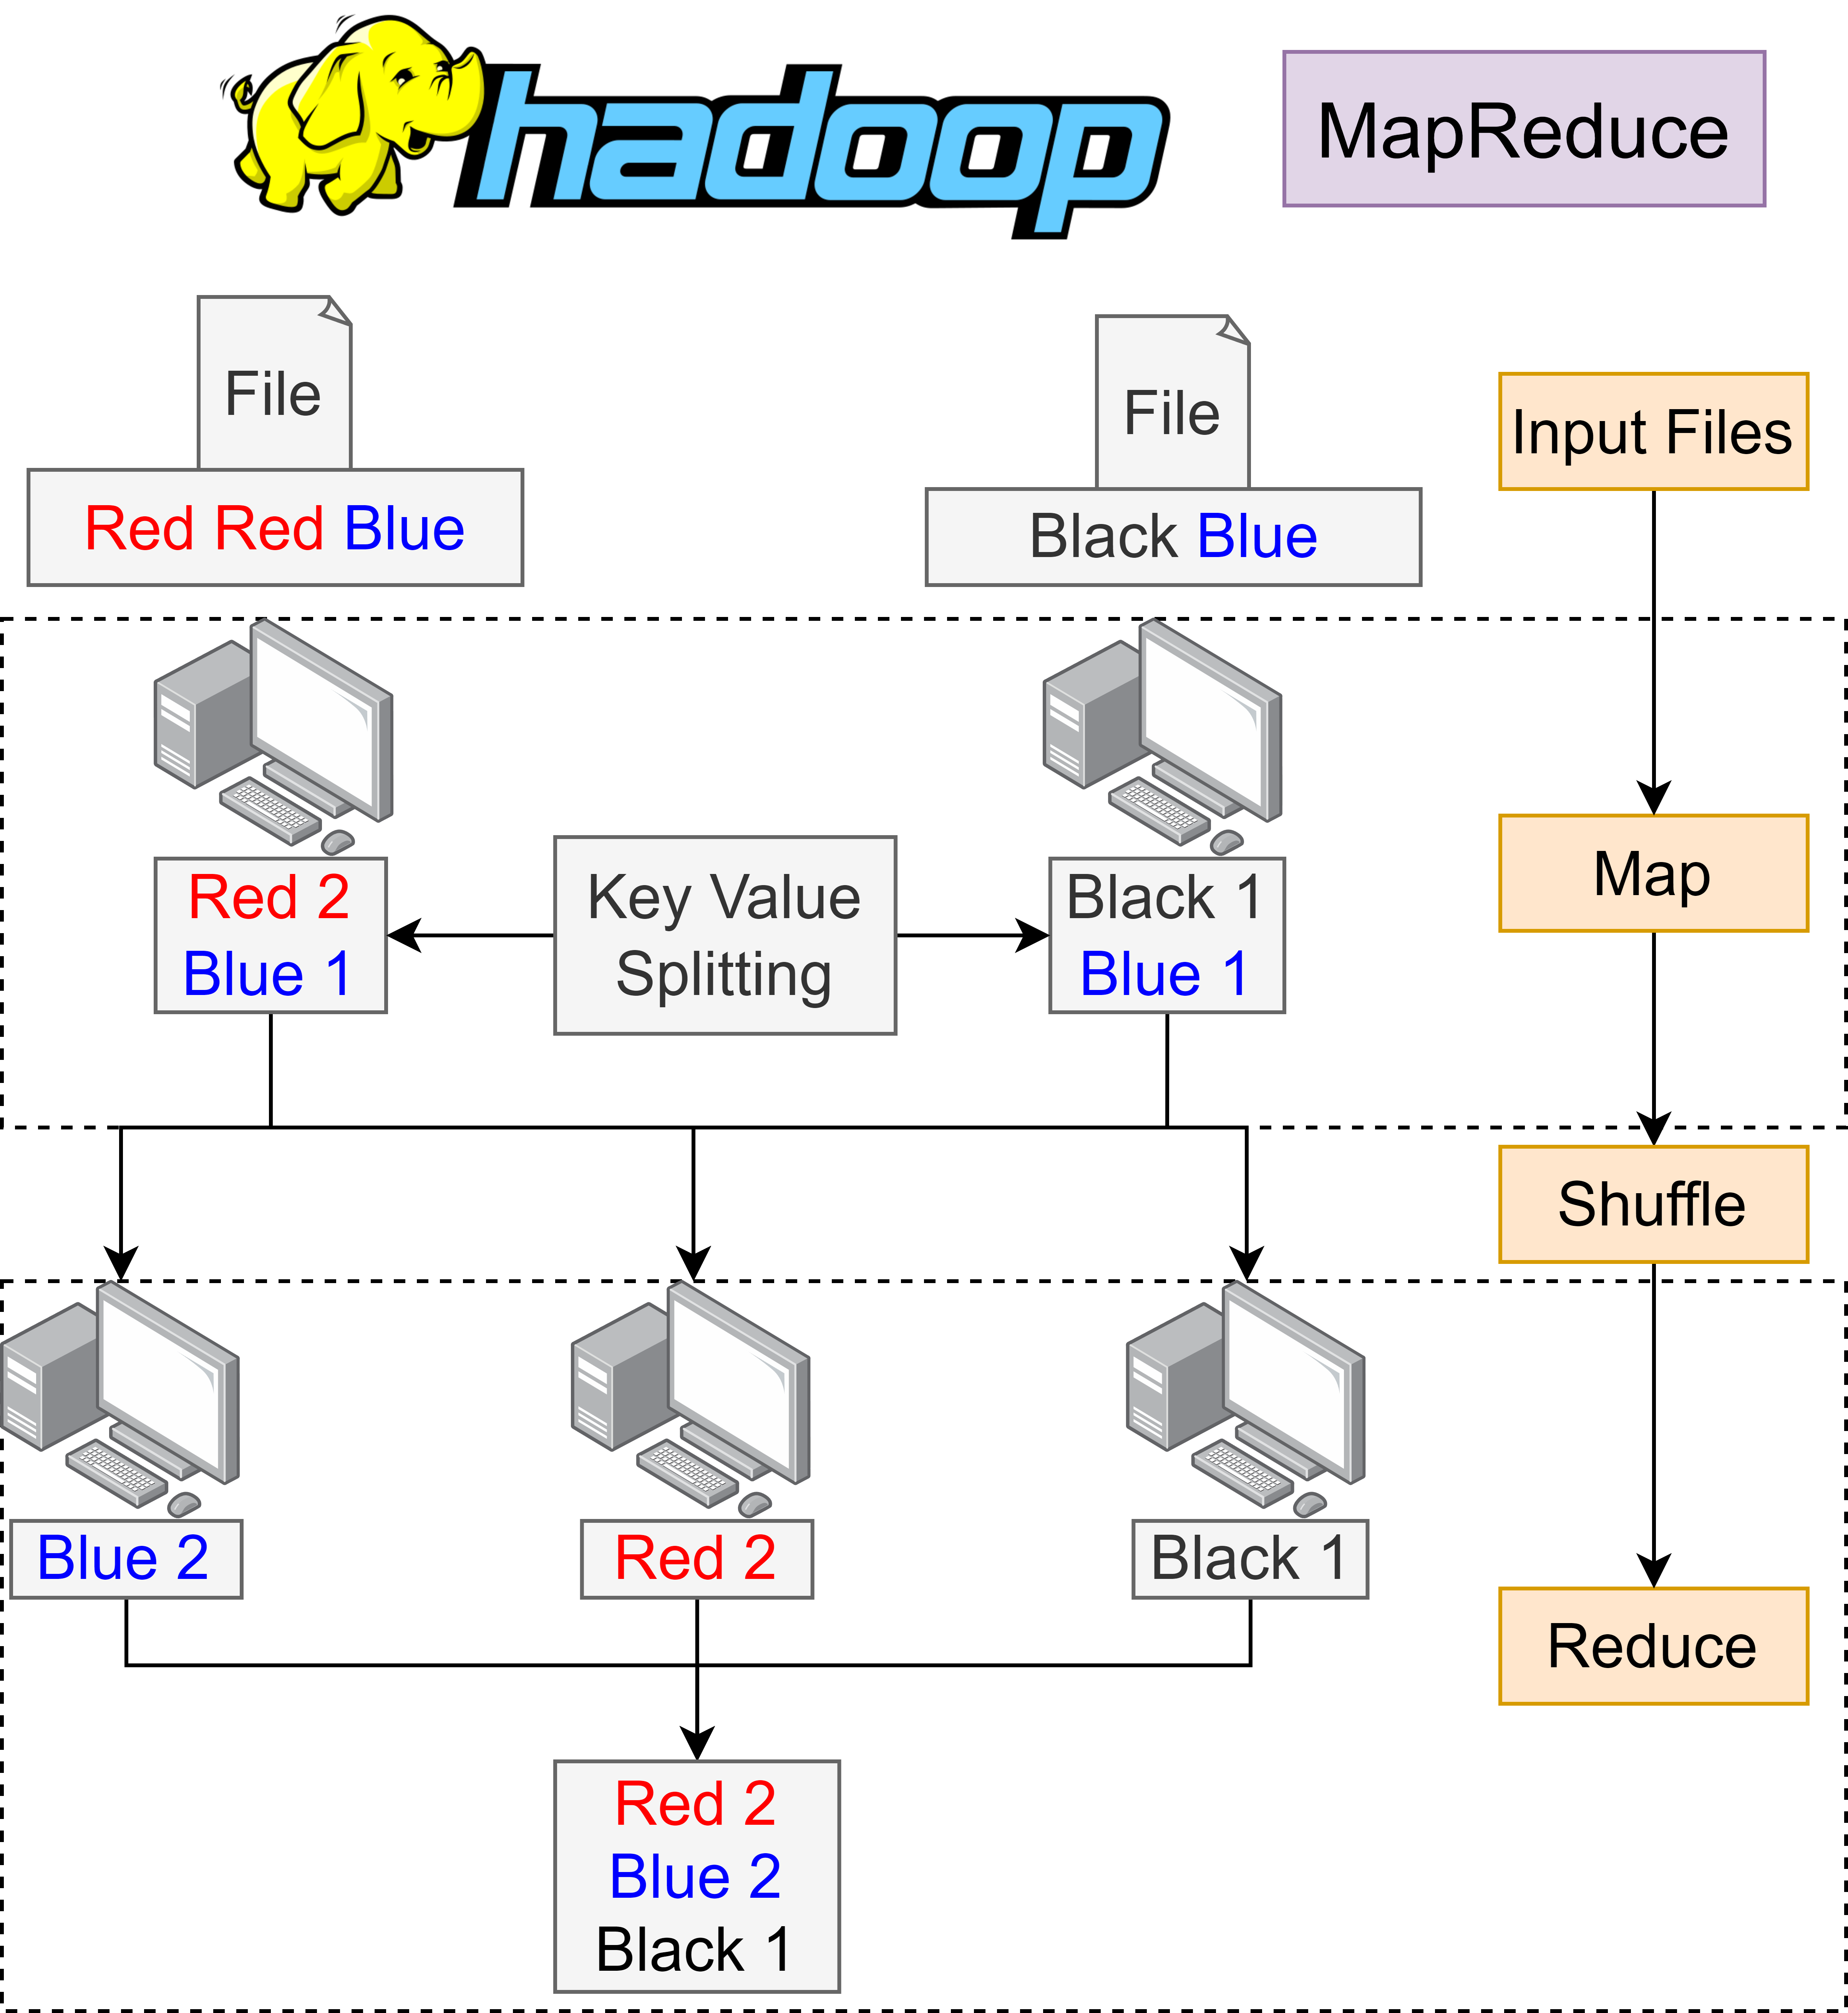 hadoop
MapReduce
File
File
Input Files
Red Red Blue
Black Blue
Map
Red 2
Blue 1
Key Value
Splitting
Black 1
Blue 1
Shuffle
Blue 2
Red 2
Black 1
Reduce
Red 2
Blue 2
Black 1